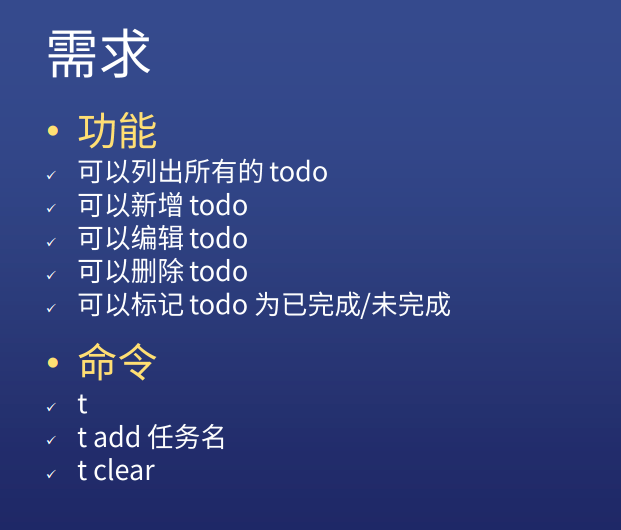 需求
• 功能
✓ 可以列出所有的 todo
✓ 可以新增 todo
✓ 可以编辑 todo
✓ 可以删除 todo
✓ 可以标记 todo 为已完成/未完成
• 命令
✓ t
✓ t add 任务名
✓ t clear